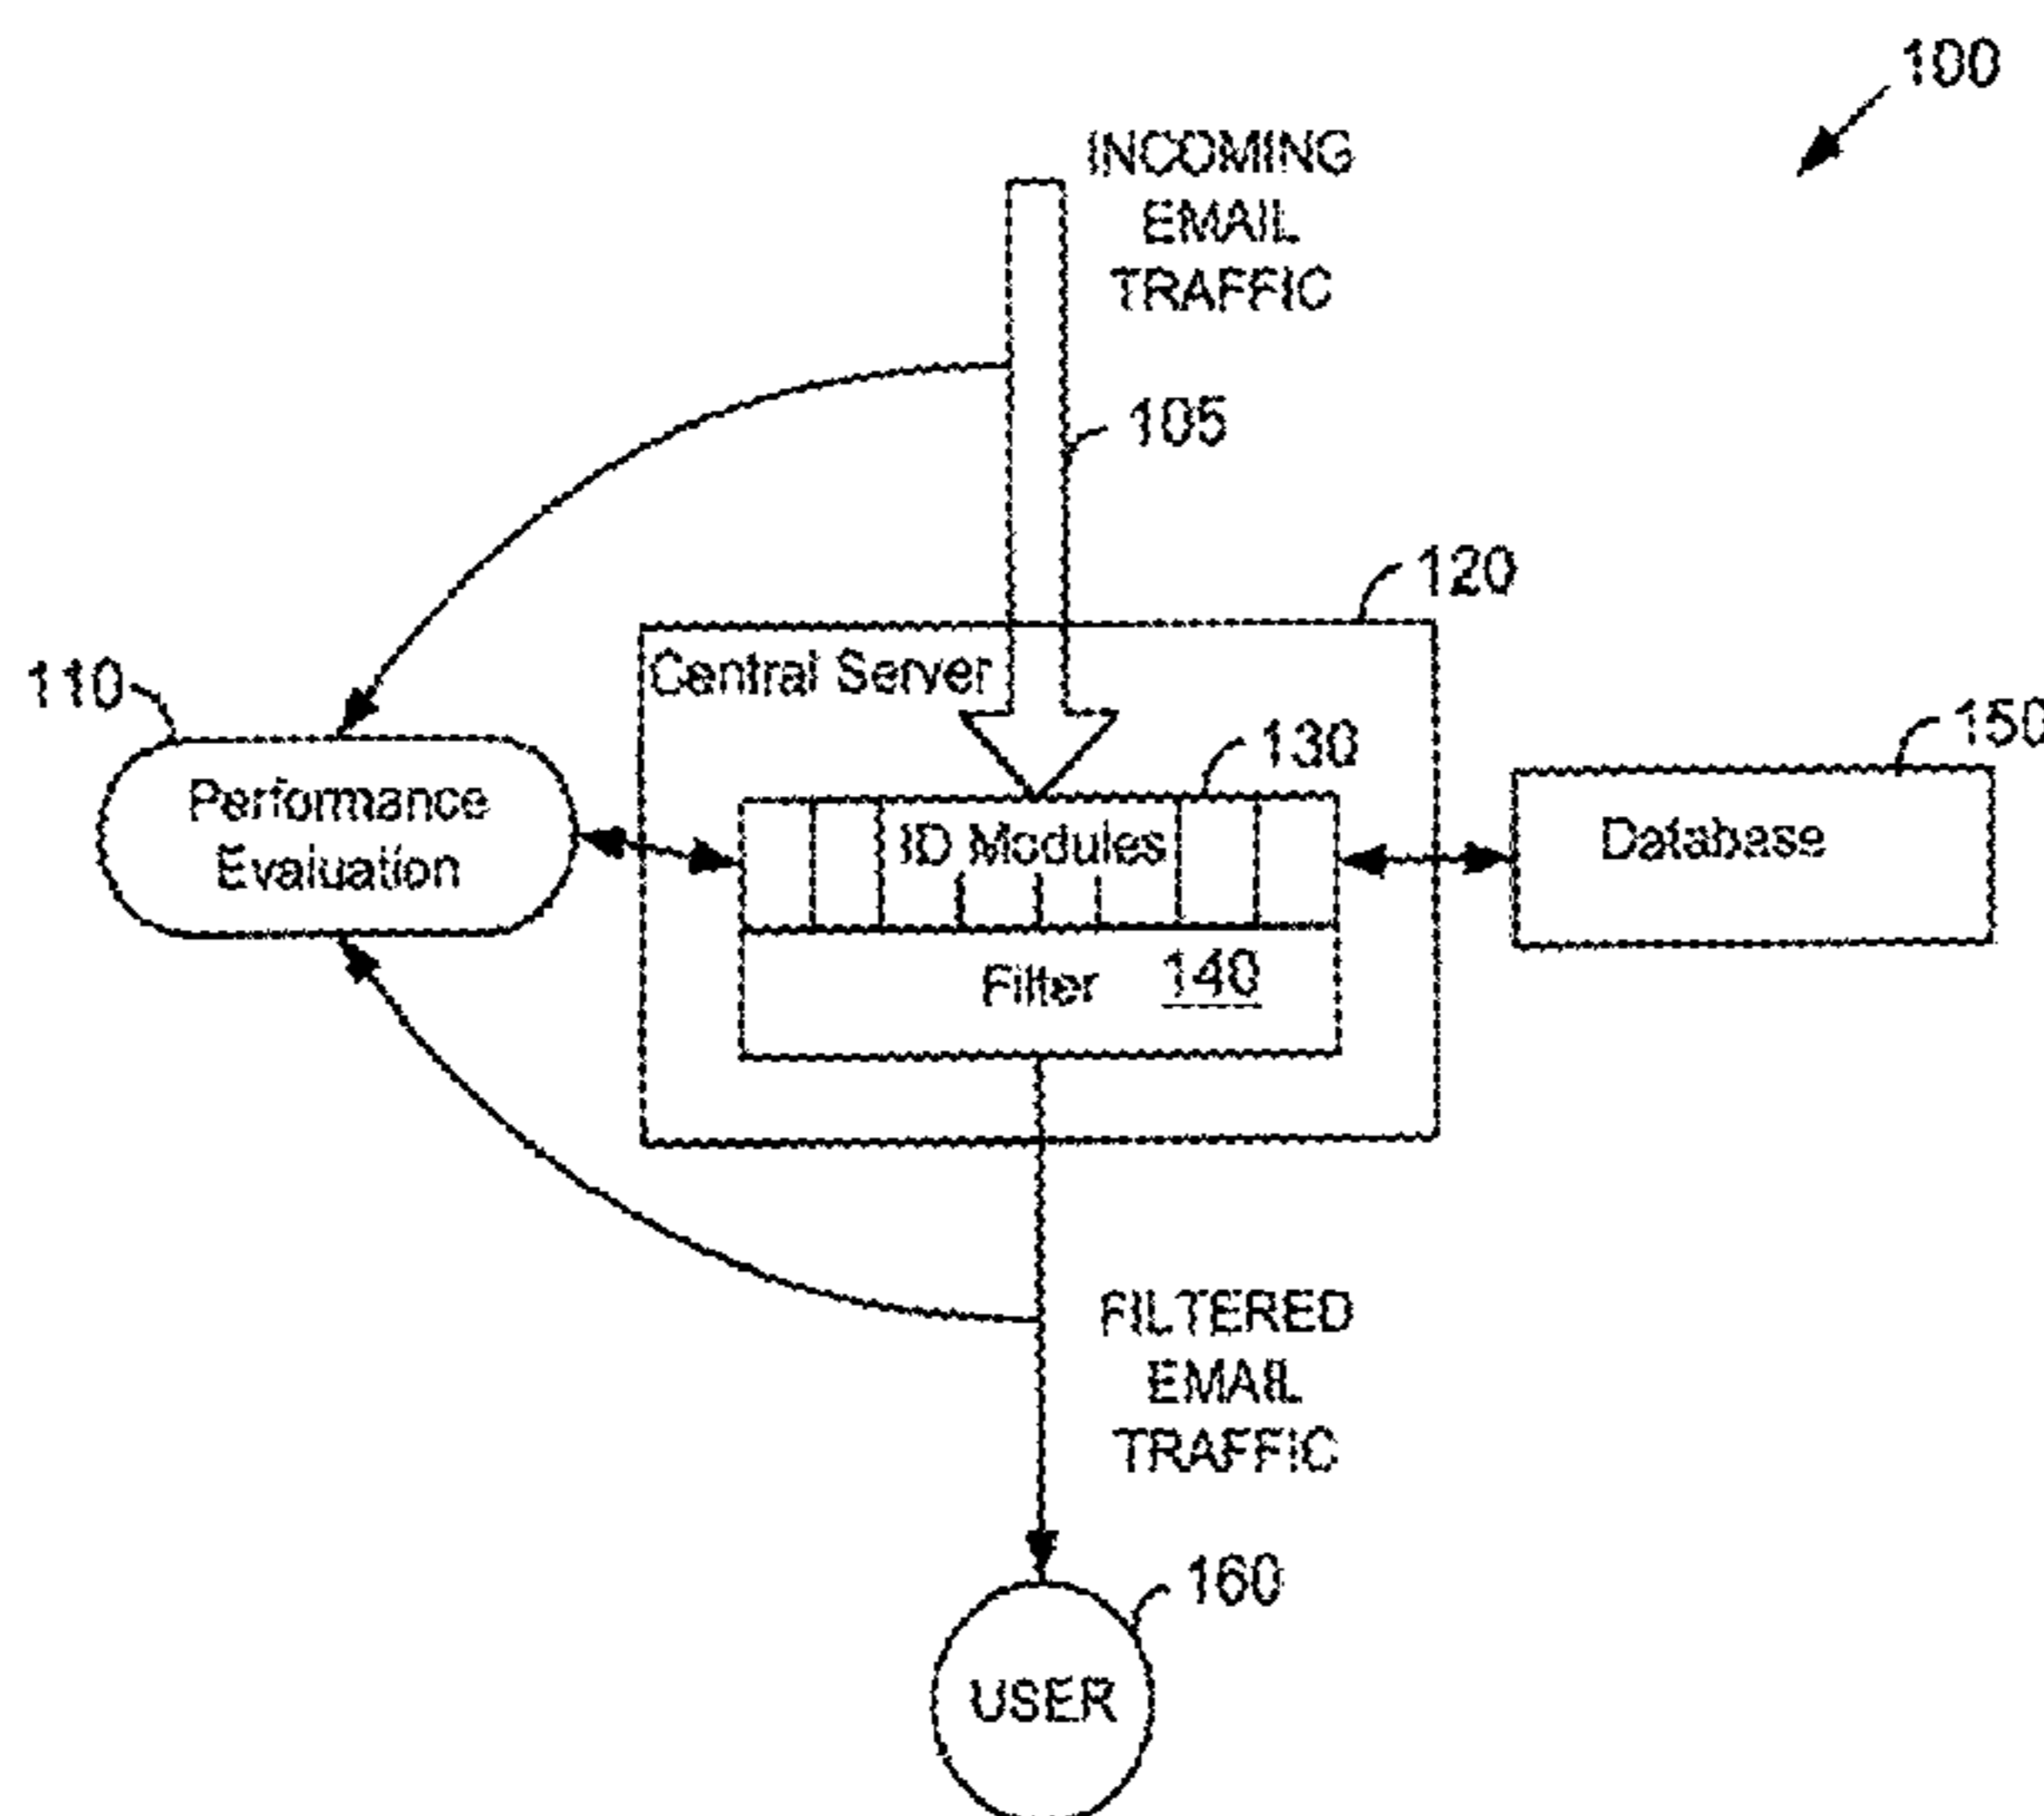 100
INCOMING
EMAIL
TRAFFIC
105
120
Central Server
110
130
150
Performance
Evaluation
ID Modules
Database
Filter 140
FILTERED
EMAIL
TRAFFIC
160
USER